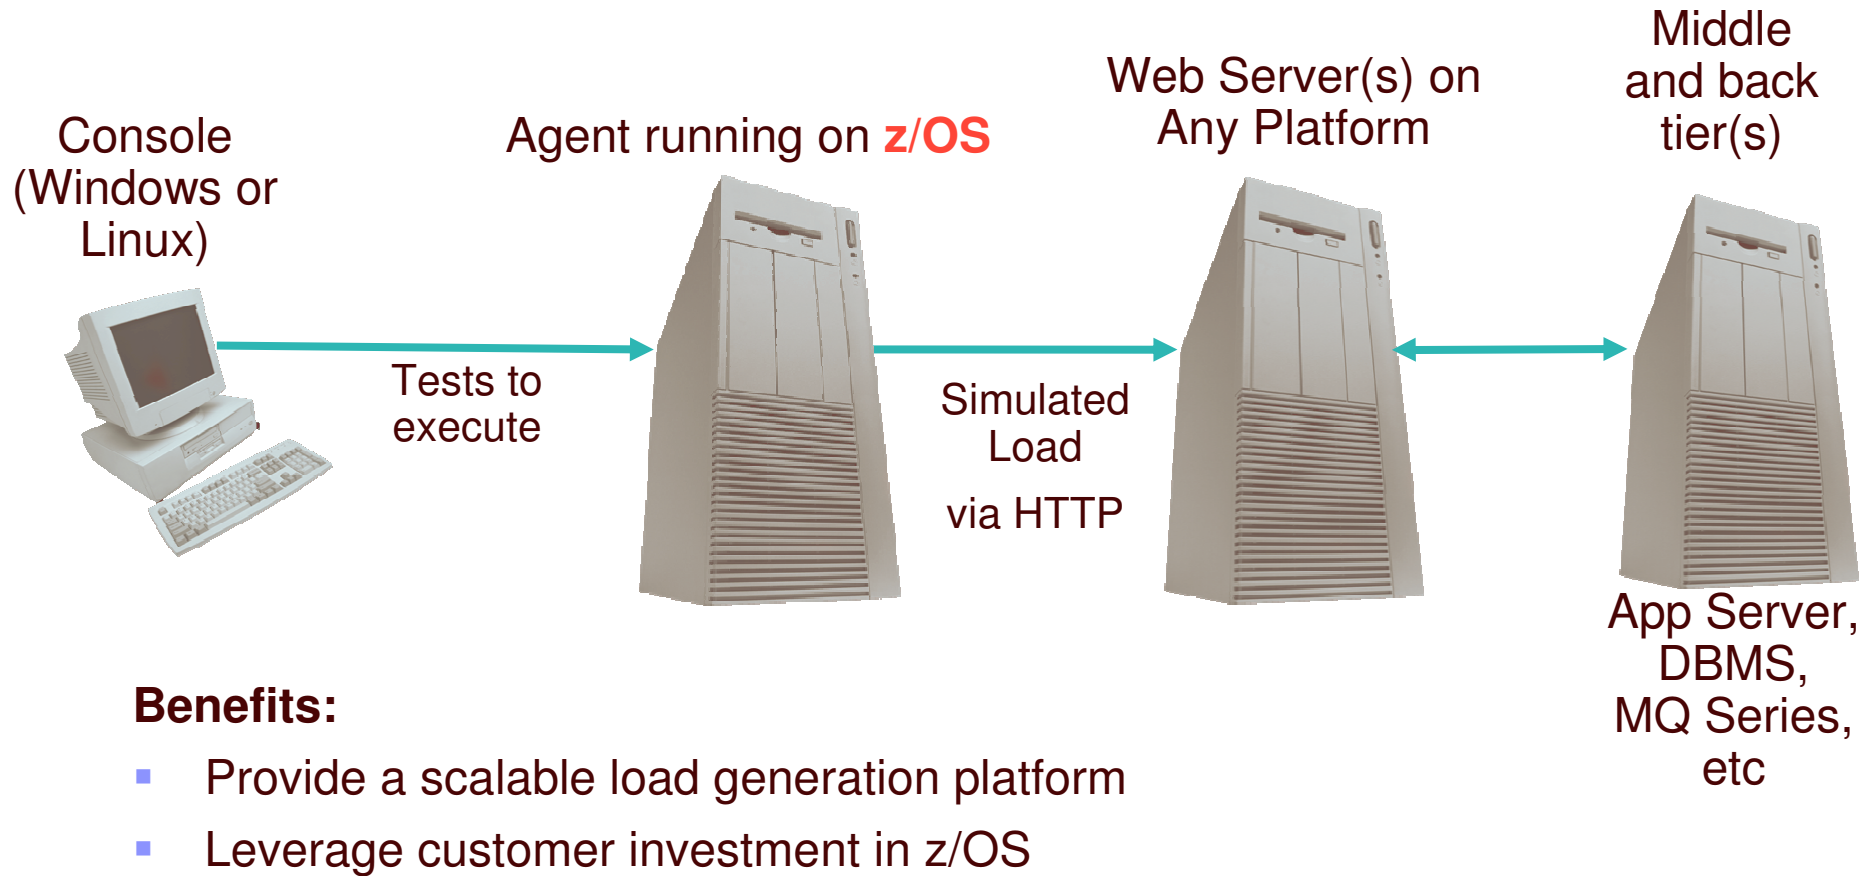 Console
(Windows or
Linux)
Agent running on z/OS
Web Server(s) on
Any Platform
Middle
and back
tier(s)
Tests to
execute
Simulated
Load
via HTTP
App Server,
DBMS,
MQ Series,
etc
Benefits:
Provide a scalable load generation platform
Leverage customer investment in z/OS